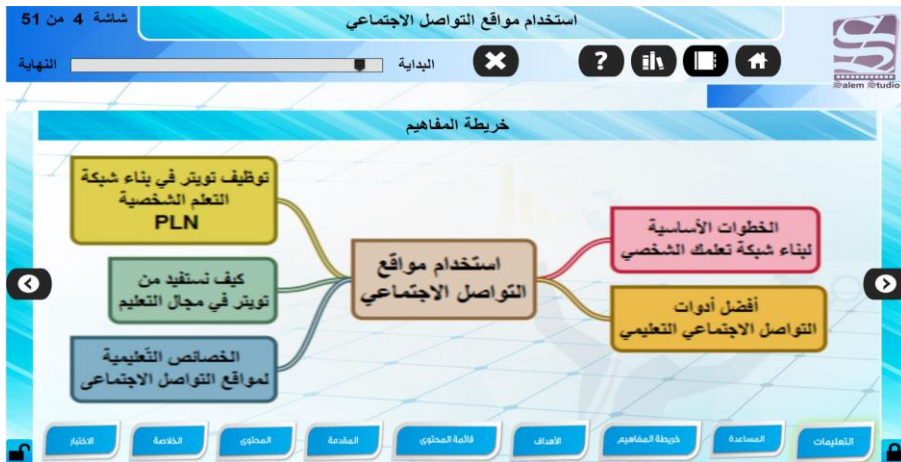 استخدام مواقع التواصل الاجتماعي
شاشة 4 من 51
البداية
النهاية
?
Salem Studio
خريطة المفاهيم
استخدام مواقع
التواصل الاجتماعي
الخطوات الأساسية
لبناء شبكة تعلمك الشخصي
أفضل أدوات
التواصل الاجتماعي التعليمي
توظيف تويتر في بناء شبكة
التعلم الشخصية
PLN
كيف نستفيد من
تويتر في مجال التعليم
الخصائص التّعليمية
لمواقع التواصل الاجتماعى
التعليمات
المساعدة
خريطة المفاهيم
الأهداف
قائمة المحتوى
المقدمة
المحتوى
الخلاصة
الاختبار